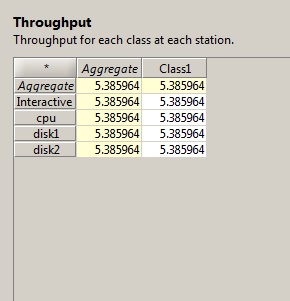 Throughput
Throughput for each class at each station.
* Aggregate Class1
Aggregate 5.385964 5.385964
Interactive 5.385964 5.385964
cpu 5.385964 5.385964
disk1 5.385964 5.385964
disk2 5.385964 5.385964